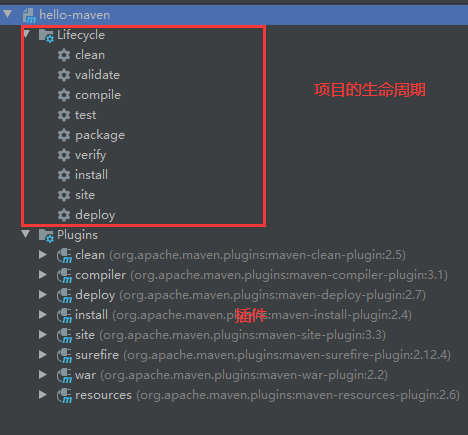 hello-maven
Lifecycle
clean
validate
项目的生命周期
compile
test
package
verify
install
site
deploy
Plugins
clean (org.apache.maven.plugins:maven-clean-plugin:2.5)
compiler (org.apache.maven.plugins:maven-compiler-plugin:3.1)
deploy (org.apache.maven.plugins:maven-deploy-plugin:2.7)
install (org.apache.maven.plugins:maven-install-plugin:2.4)
插件
site (org.apache.maven.plugins:maven-site-plugin:3.3)
surefire (org.apache.maven.plugins:maven-surefire-plugin:2.12.4)
war (org.apache.maven.plugins:maven-war-plugin:2.2)
resources (org.apache.maven.plugins:maven-resources-plugin:2.6)